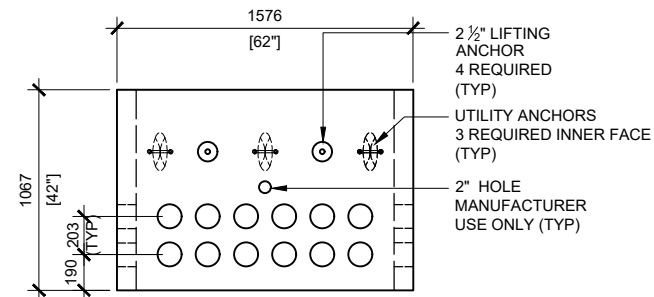 1576
[62"]
2 ½" LIFTING
ANCHOR
4 REQUIRED
(TYP)
UTILITY ANCHORS
3 REQUIRED INNER FACE
(TYP)
2" HOLE
MANUFACTURER
USE ONLY (TYP)
1067
[42"]
203
(TYP)
190